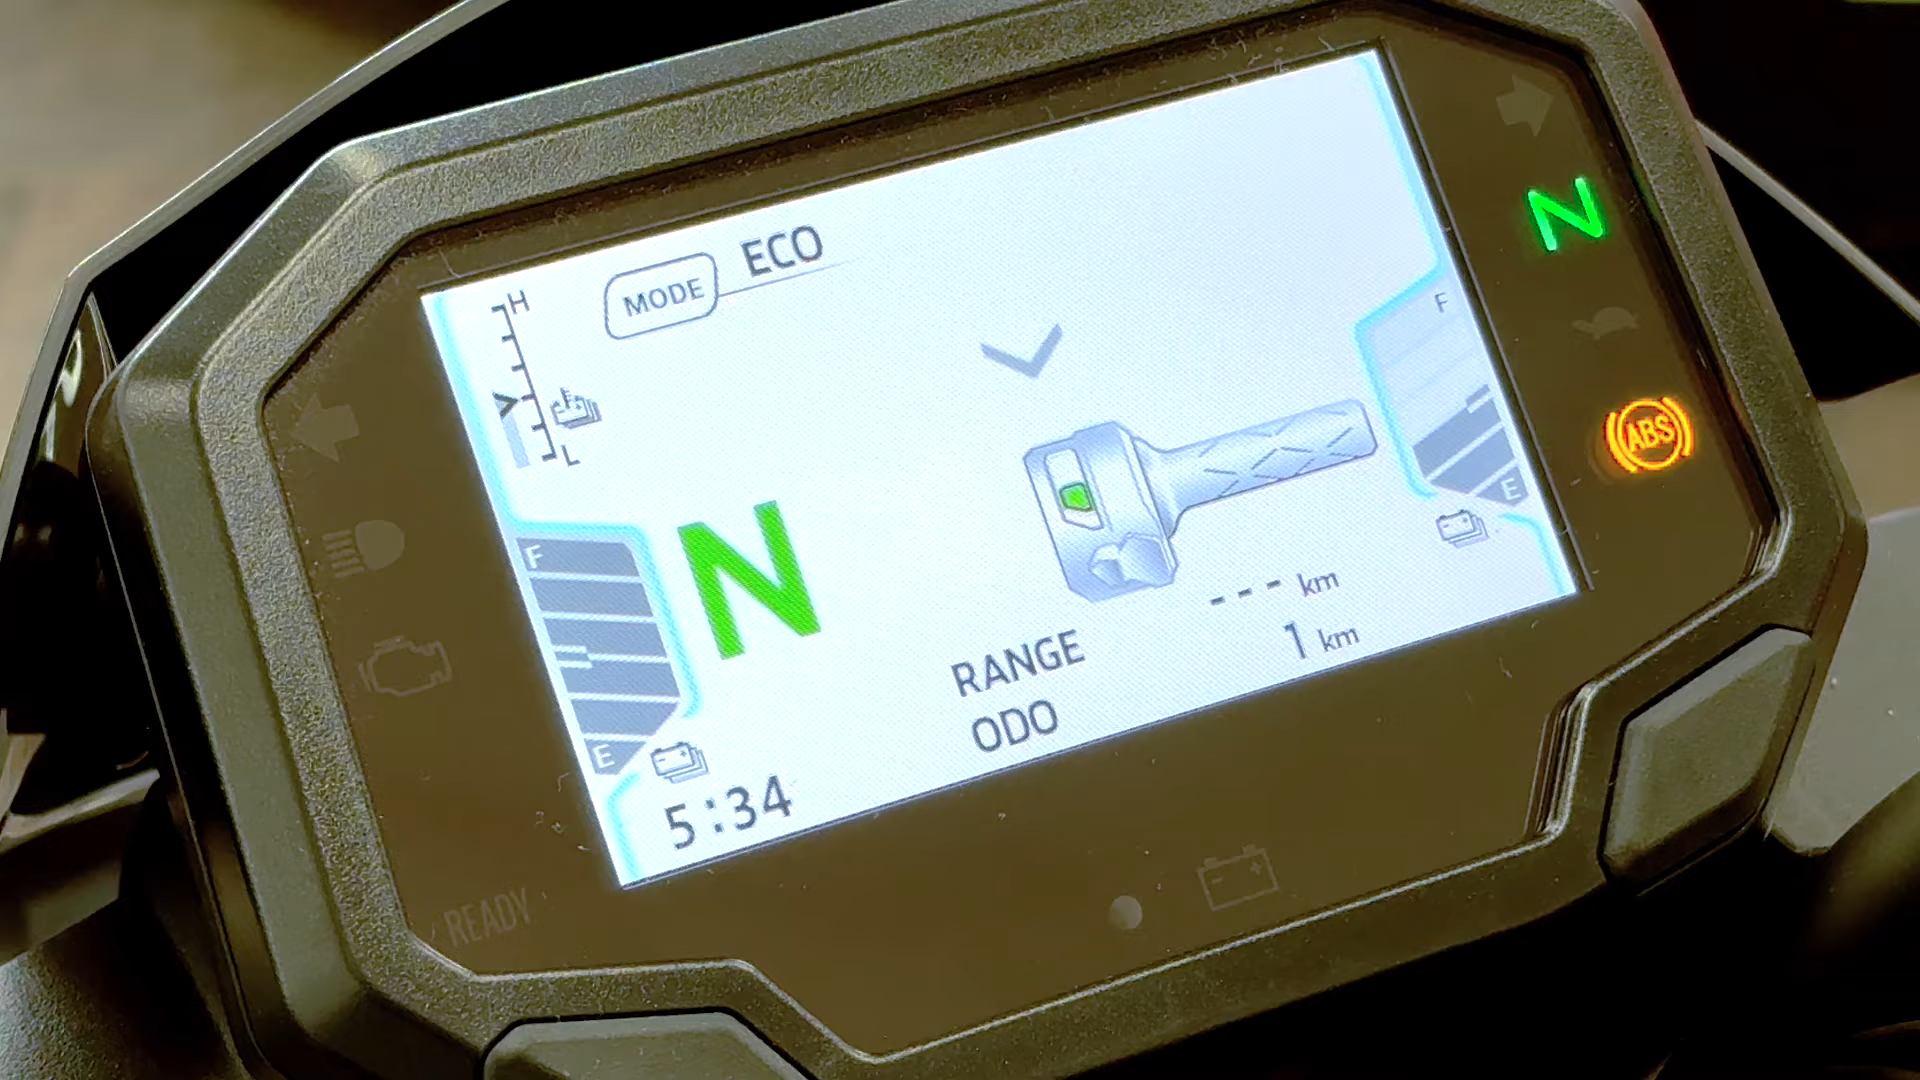 MODE ECO
H
L
N
F
E
5:34
RANGE --- km
ODO 1 km
F
E
N
ABS
READY